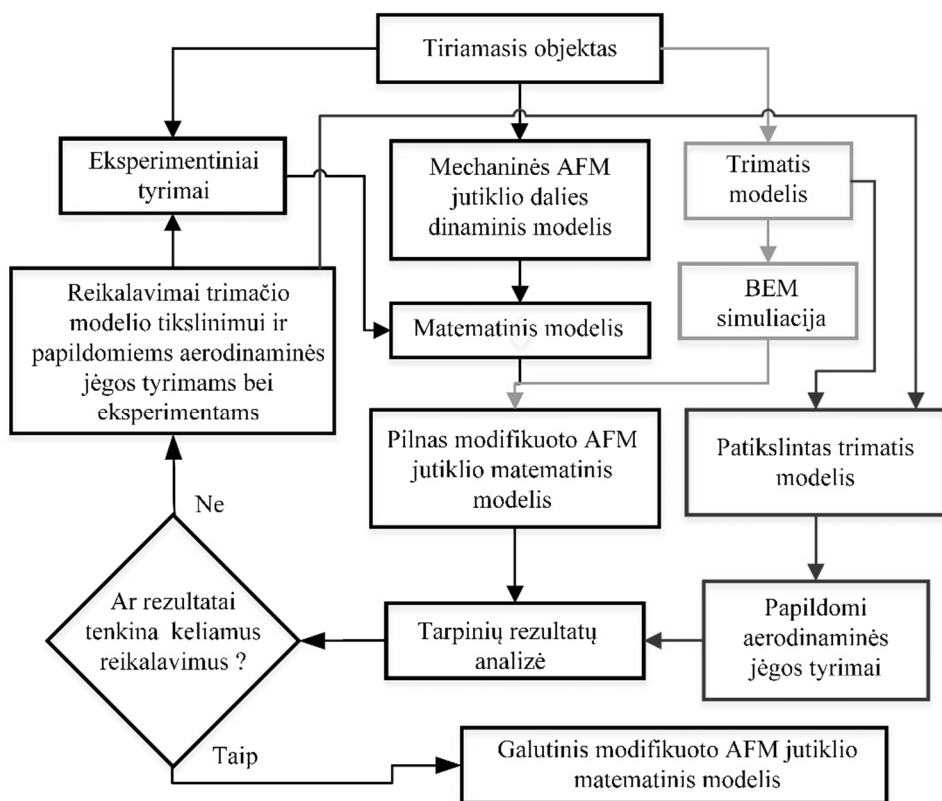 Tiriamasis objektas
Eksperimentiniai
tyrimai
Mechaninės AFM
jutiklio dalies
dinaminis modelis
Trimatis
modelis
Reikalavimai trimačio
modelio tikslinimui ir
papildomiems aerodinaminės
jėgos tyrimams bei
eksperimentams
Matematinis modelis
BEM
simuliacija
Pilnas modifikuoto AFM
jutiklio matematinis
modelis
Patikslintas trimatis
modelis
Ne
Ar rezultatai
tenkina keliamus
reikalavimus ?
Tarpinių rezultatų
analizė
Papildomi
aerodinaminės
jėgos tyrimai
Taip
Galutinis modifikuoto AFM jutiklio
matematinis modelis